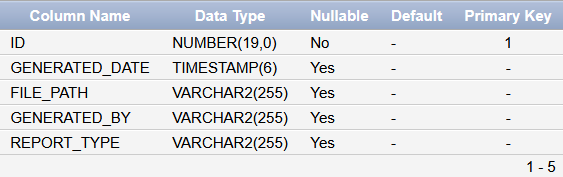 Column Name Data Type Nullable Default Primary Key
ID NUMBER(19,0) No - 1
GENERATED_DATE TIMESTAMP(6) Yes - -
FILE_PATH VARCHAR2(255) Yes - -
GENERATED_BY VARCHAR2(255) Yes - -
REPORT_TYPE VARCHAR2(255) Yes - -
1 - 5